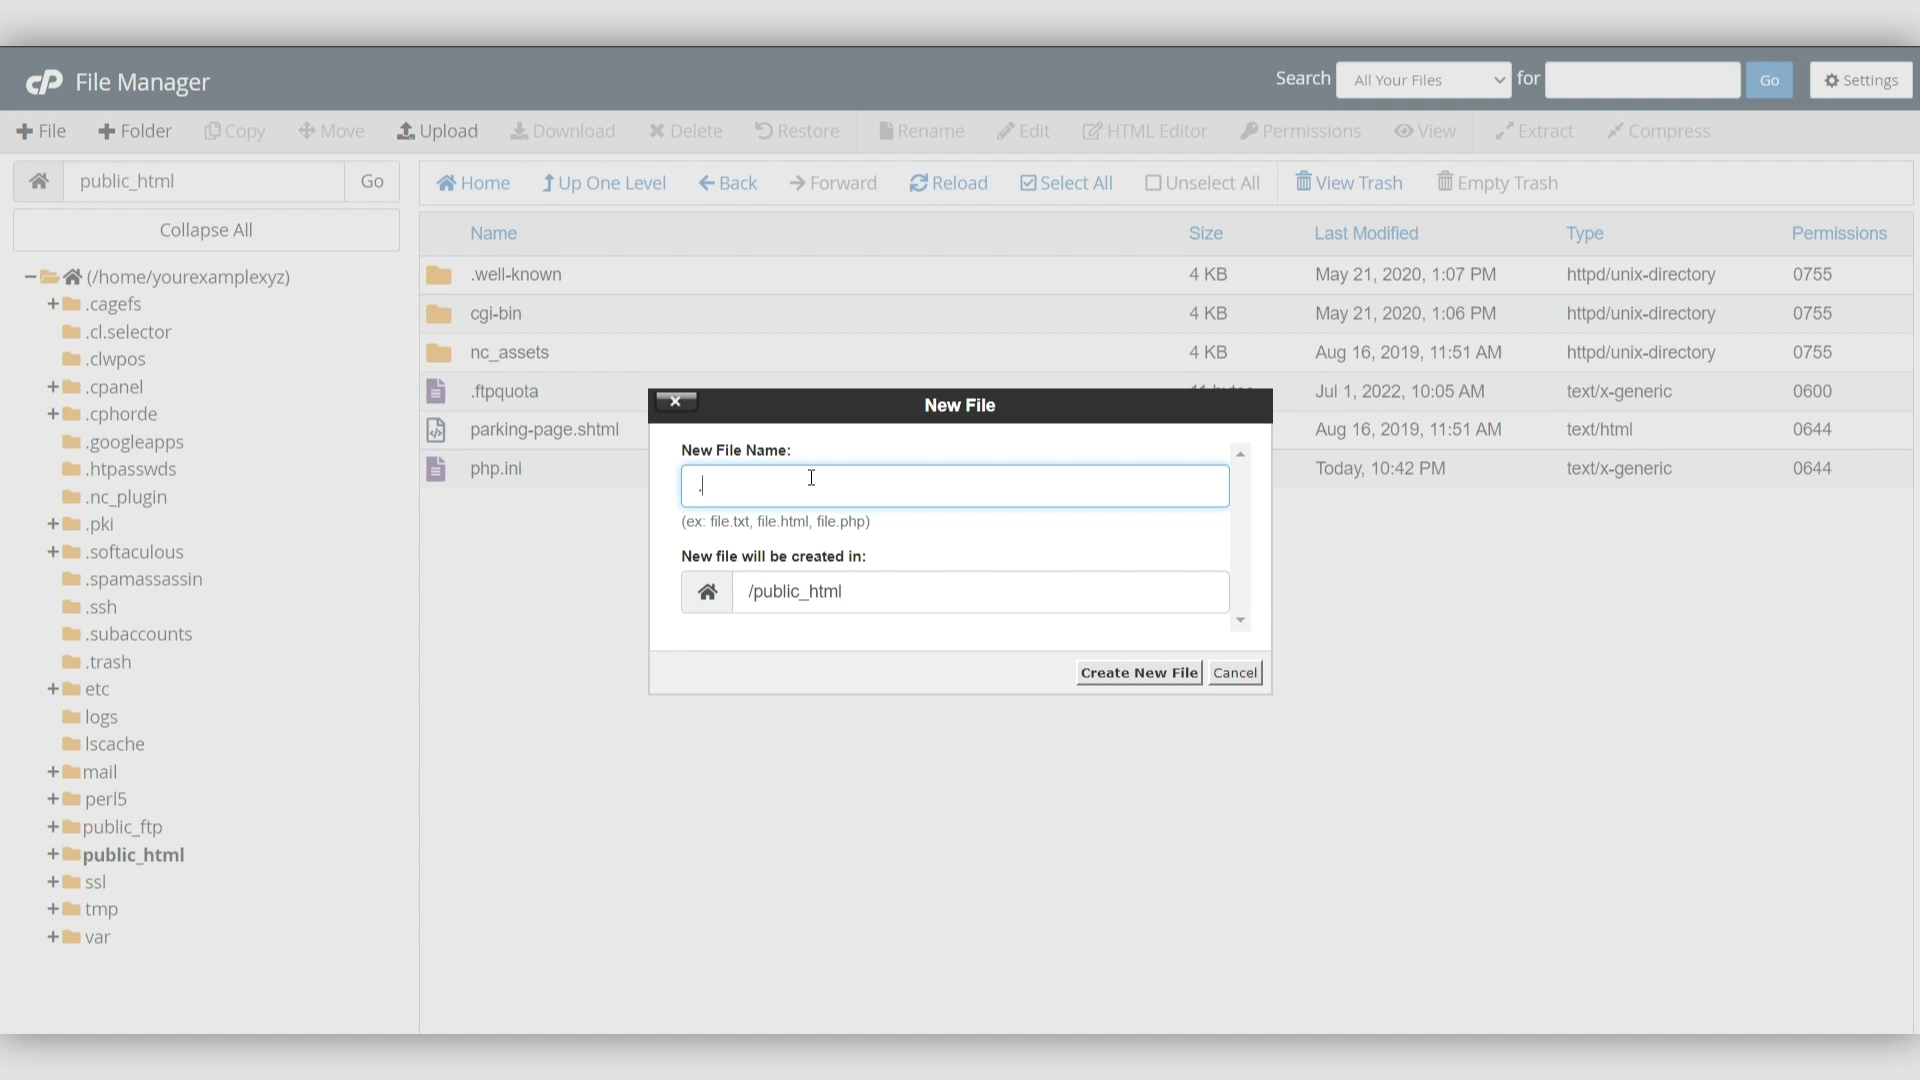 cP File Manager
Search All Your Files for Go Settings
File Folder Copy Move Upload Download Delete Restore Rename Edit HTML Editor Permissions View Extract Compress
public_html Go
Home Up One Level Back Forward Reload Select All Unselect All View Trash Empty Trash
Collapse All
Name Size Last Modified Type Permissions
(/home/yourexamplexyz)
.cagefs
.cl.selector
.clwpos
.cpanel
.cphorde
.googleapps
.htpasswds
.nc_plugin
.pki
.softaculous
.spamassassin
.ssh
.subaccounts
.trash
etc
logs
lscache
mail
perl5
public_ftp
public_html
ssl
tmp
var
.well-known 4 KB May 21, 2020, 1:07 PM httpd/unix-directory 0755
cgi-bin 4 KB May 21, 2020, 1:06 PM httpd/unix-directory 0755
nc_assets 4 KB Aug 16, 2019, 11:51 AM httpd/unix-directory 0755
.ftpquota Jul 1, 2022, 10:05 AM text/x-generic 0600
parking-page.shtml Aug 16, 2019, 11:51 AM text/html 0644
php.ini Today, 10:42 PM text/x-generic 0644
New File
New File Name:
.
(ex: file.txt, file.html, file.php)
New file will be created in:
/public_html
Create New File Cancel